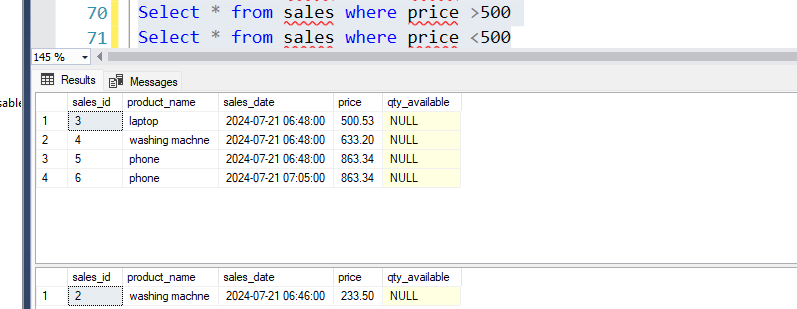 70 Select * from sales where price >500
71 Select * from sales where price <500
145 %
sable
Results Messages
sales_id product_name sales_date price qty_available
1 3 laptop 2024-07-21 06:48:00 500.53 NULL
2 4 washing machne 2024-07-21 06:48:00 633.20 NULL
3 5 phone 2024-07-21 06:48:00 863.34 NULL
4 6 phone 2024-07-21 07:05:00 863.34 NULL
sales_id product_name sales_date price qty_available
1 2 washing machne 2024-07-21 06:46:00 233.50 NULL